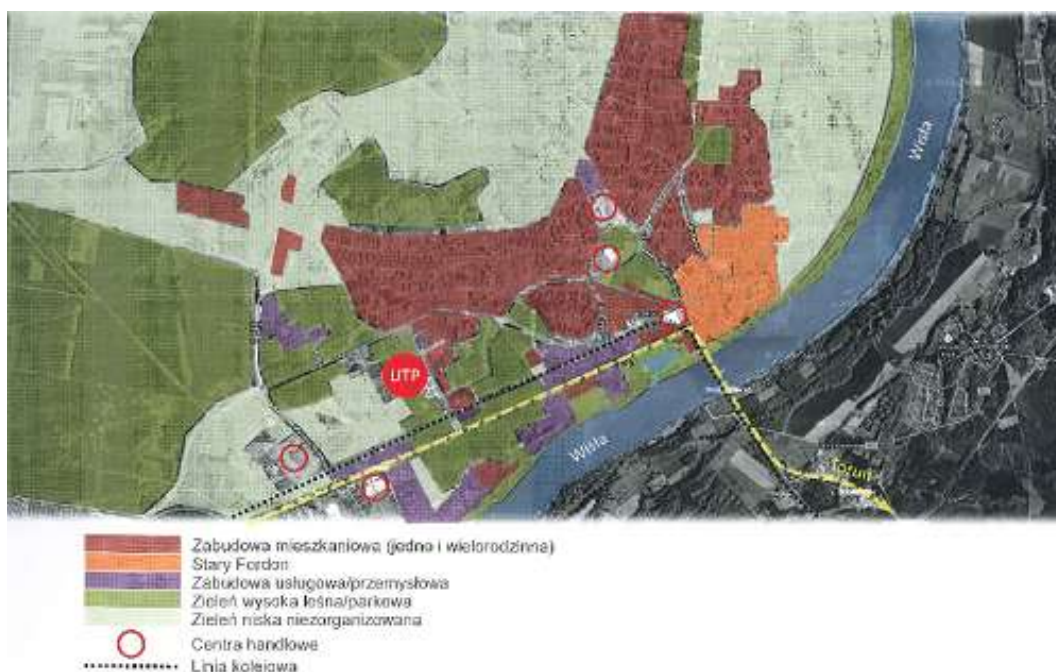 Wisła
UTP
Wisła
Toruń
Zabudowa mieszkaniowa (jedno i wielorodzinna)
Stary Fordon
Zabudowa usługowa/przemysłowa
Zieleń wysoka leśna/parkowa
Zieleń niska niezorganizowana
Centra handlowe
Linia kolejowa